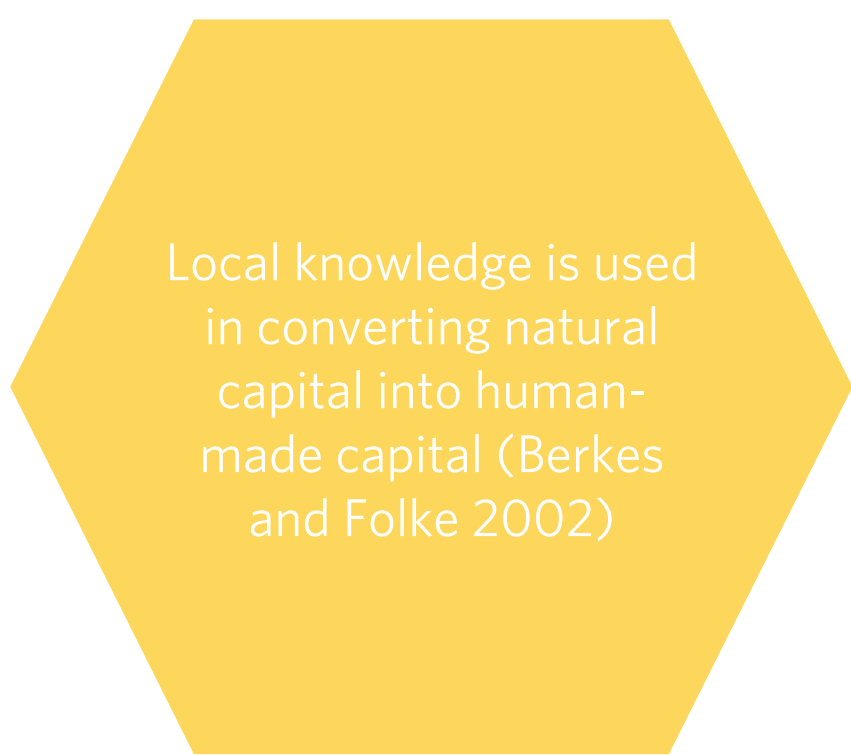 Local knowledge is used
in converting natural
capital into human-
made capital (Berkes
and Folke 2002)